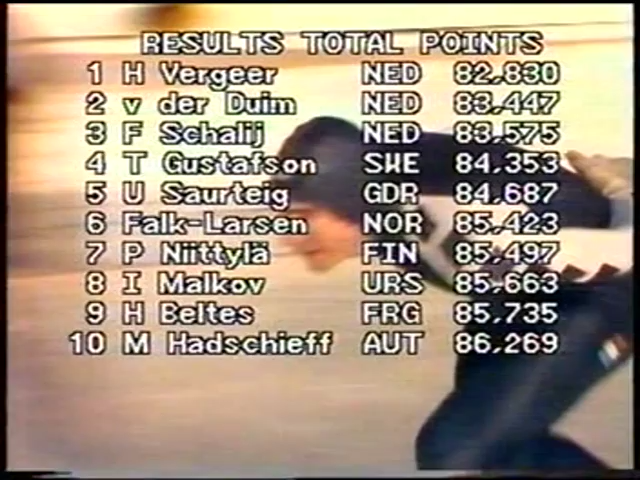 RESULTS TOTAL POINTS
1 H Vergeer NED 82,830
2 v der Duim NED 83,447
3 F Schalij NED 83,575
4 T Gustafson SWE 84,353
5 U Saurteig GDR 84,687
6 Falk-Larsen NOR 85,423
7 P Niittylä FIN 85,497
8 I Malkov URS 85,663
9 H Beltes FRG 85,735
10 M Hadschieff AUT 86,269